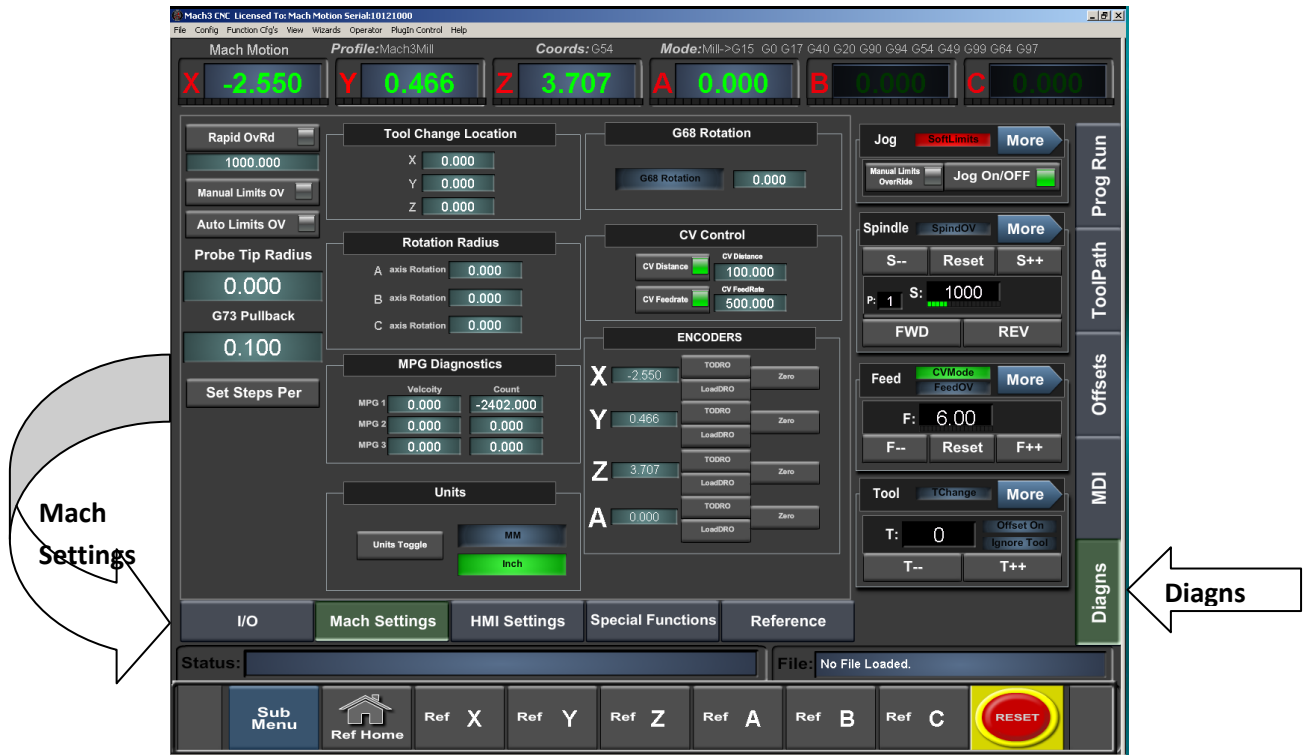 Mach3 CNC Licensed To: Mach Motion Serial:10121000
File Config Function Cfg's View Wizards Operator PlugIn Control Help
Mach Motion Profile:Mach3Mill Coords:G54 Mode:Mill->G15 G0 G17 G40 G20 G90 G94 G54 G49 G99 G64 G97
X -2.550 Y 0.466 Z 3.707 A 0.000 B 0.000 C 0.000
Rapid OvRd
1000.000
Manual Limits OV
Auto Limits OV
Probe Tip Radius
0.000
G73 Pullback
0.100
Set Steps Per
Tool Change Location
X 0.000
Y 0.000
Z 0.000
Rotation Radius
A axis Rotation 0.000
B axis Rotation 0.000
C axis Rotation 0.000
MPG Diagnostics
Velcoity Count
MPG 1 0.000 -2402.000
MPG 2 0.000 0.000
MPG 3 0.000 0.000
Units
Units Toggle
MM
Inch
G68 Rotation
G68 Rotation 0.000
CV Control
CV Distance
CV Distance
100.000
CV Feedrate
CV FeedRate
500.000
ENCODERS
X -2.550 TODRO LoadDRO Zero
Y 0.466 TODRO LoadDRO Zero
Z 3.707 TODRO LoadDRO Zero
A 0.000 TODRO LoadDRO Zero
Jog SoftLimits More
Manual Limits OverRide Jog On/OFF
Spindle SpindOV More
S-- Reset S++
P: 1 S: 1000
FWD REV
Feed CVMode FeedOV More
F: 6.00
F-- Reset F++
Tool TChange More
T: 0 Offset On Ignore Tool
T-- T++
Prog Run
ToolPath
Offsets
MDI
Diagns
I/O Mach Settings HMI Settings Special Functions Reference
Status: File: No File Loaded.
Sub Menu
Ref Home
Ref X Ref Y Ref Z Ref A Ref B Ref C
RESET
Mach
Settings
Diagns